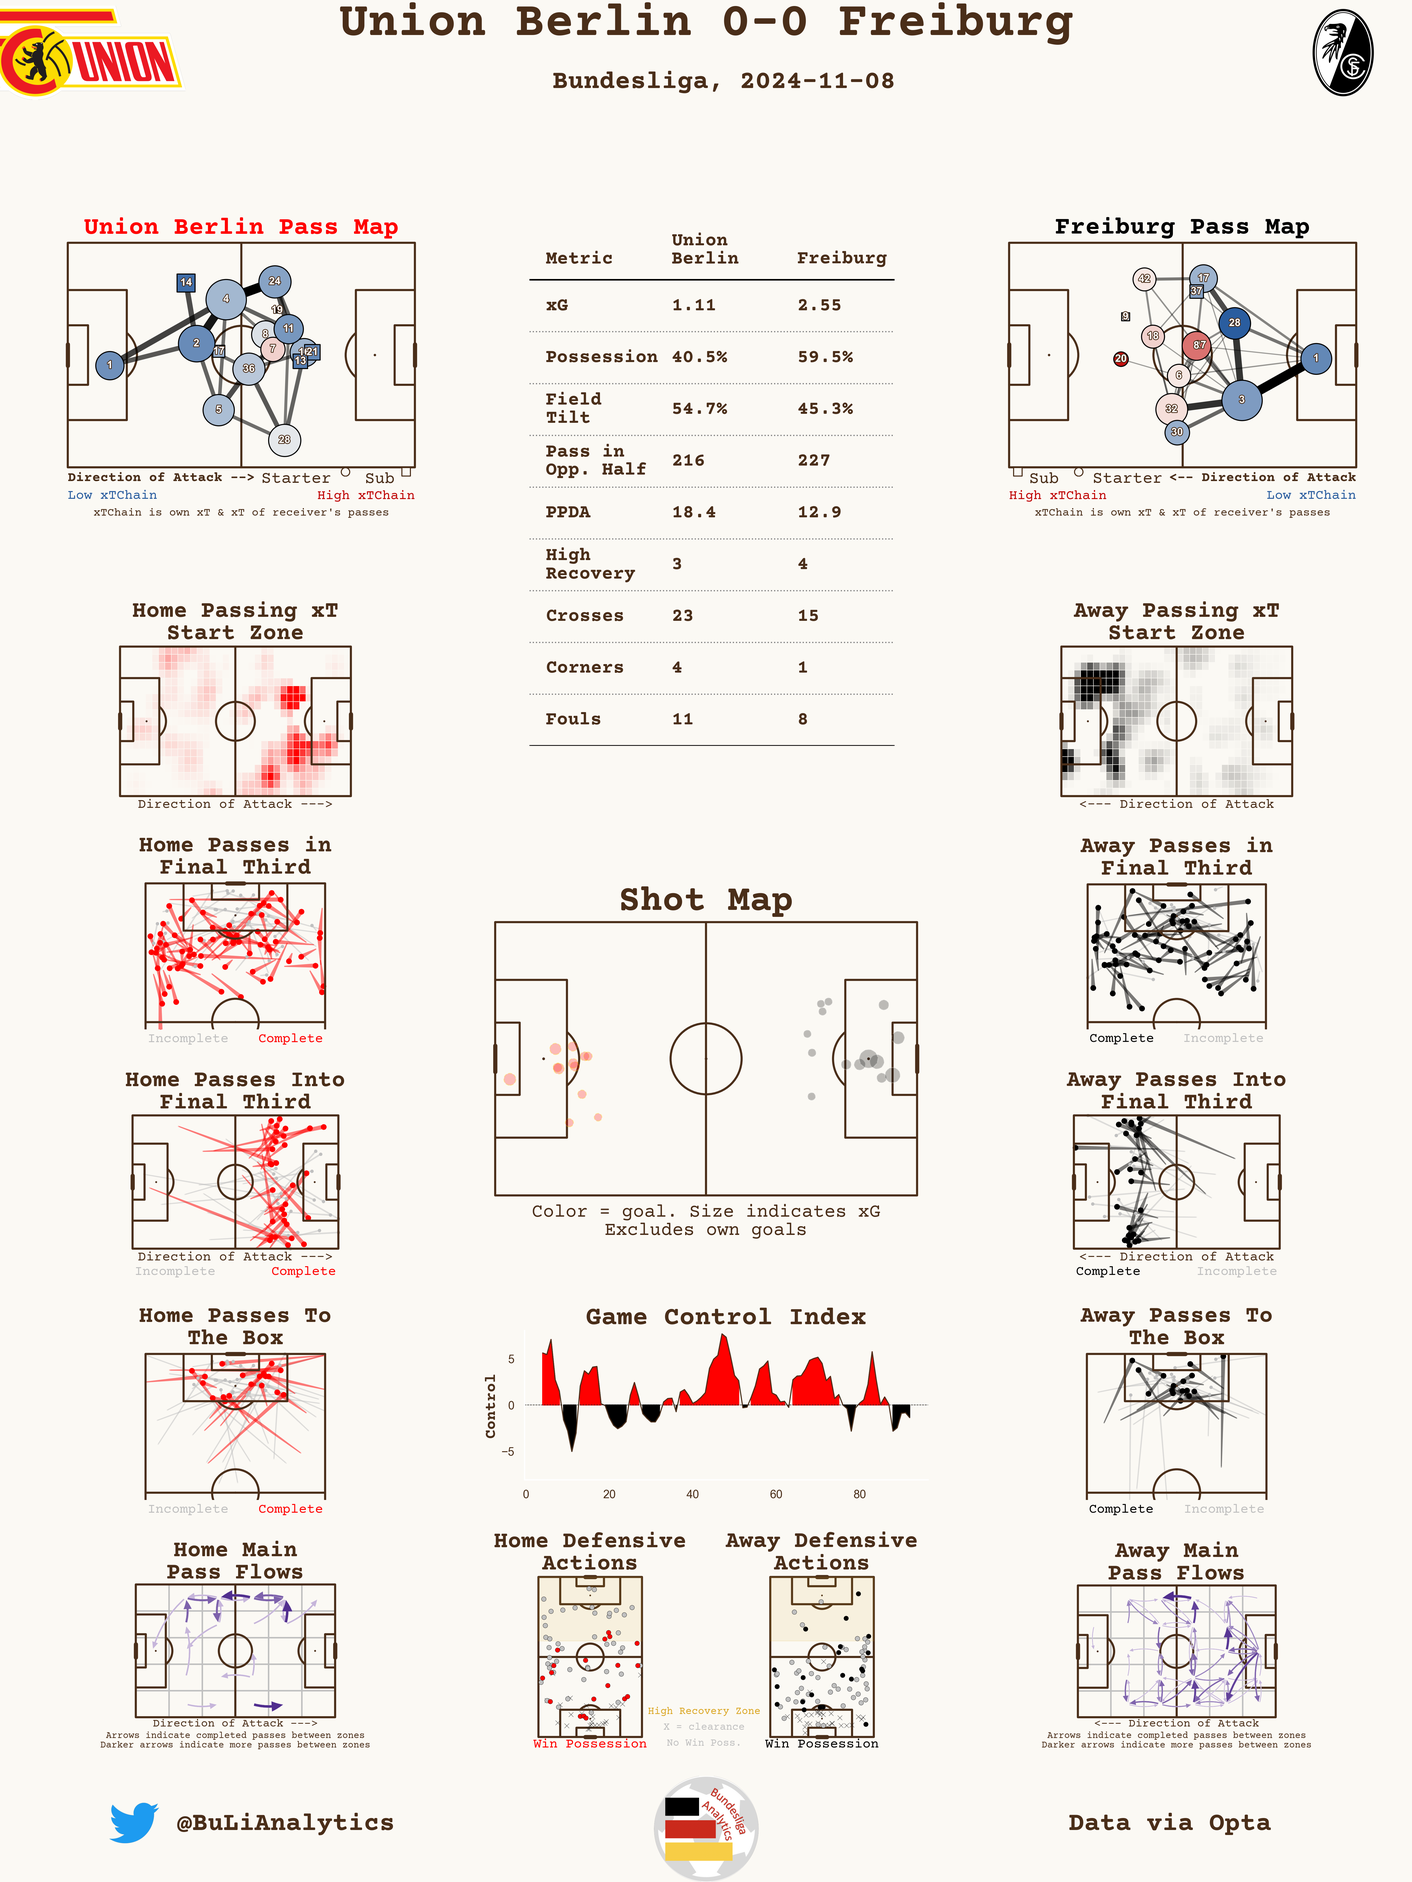 Union Berlin 0-0 Freiburg
Bundesliga, 2024-11-08
UNION
Union Berlin Pass Map
14
24
4
19
11
8
2
17
7
21
13
1
36
5
28
Direction of Attack --> Starter Sub
Low xTChain High xTChain
xTChain is own xT & xT of receiver's passes
Metric Union Berlin Freiburg
xG 1.11 2.55
Possession 40.5% 59.5%
Field Tilt 54.7% 45.3%
Pass in Opp. Half 216 227
PPDA 18.4 12.9
High Recovery 3 4
Crosses 23 15
Corners 4 1
Fouls 11 8
Freiburg Pass Map
42
17
37
9
28
18
87
20
1
6
3
32
30
Sub Starter <-- Direction of Attack
High xTChain Low xTChain
xTChain is own xT & xT of receiver's passes
Home Passing xT
Start Zone
Direction of Attack --->
Away Passing xT
Start Zone
<--- Direction of Attack
Home Passes in
Final Third
Incomplete Complete
Away Passes in
Final Third
Complete Incomplete
Shot Map
Color = goal. Size indicates xG
Excludes own goals
Home Passes Into
Final Third
Direction of Attack --->
Incomplete Complete
Away Passes Into
Final Third
<--- Direction of Attack
Complete Incomplete
Home Passes To
The Box
Incomplete Complete
Game Control Index
Control
5
0
−5
0 20 40 60 80
Away Passes To
The Box
Complete Incomplete
Home Main
Pass Flows
Direction of Attack --->
Arrows indicate completed passes between zones
Darker arrows indicate more passes between zones
Home Defensive
Actions
Win Possession
High Recovery Zone
X = clearance
No Win Poss.
Away Defensive
Actions
Win Possession
Away Main
Pass Flows
<--- Direction of Attack
Arrows indicate completed passes between zones
Darker arrows indicate more passes between zones
@BuLiAnalytics
Bundesliga
Analytics
Data via Opta